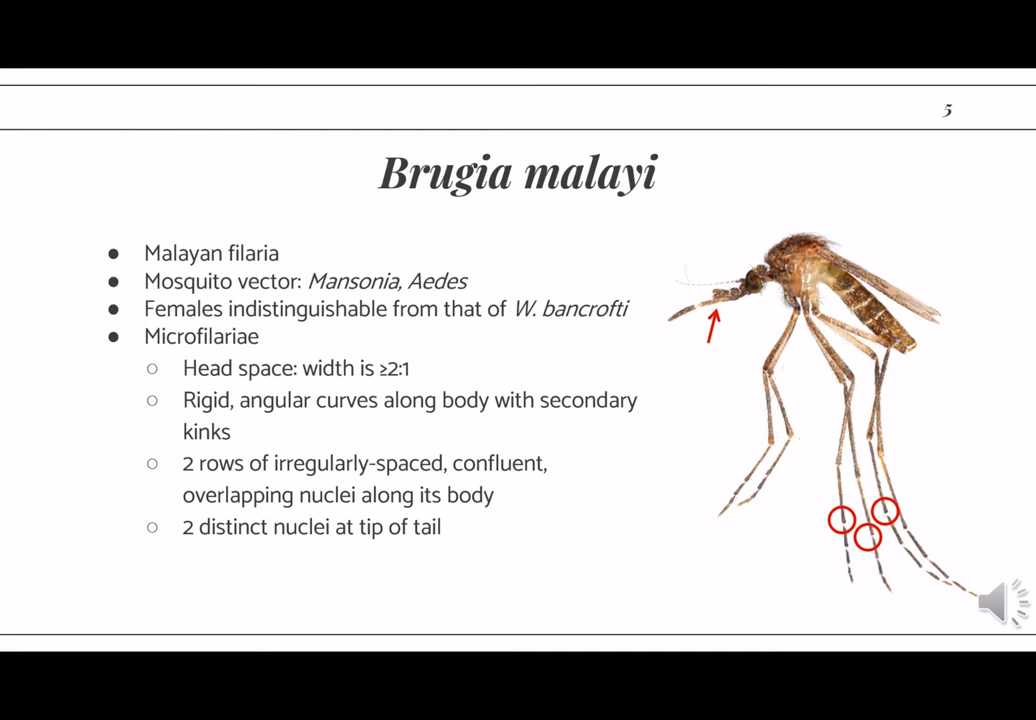 5
Brugia malayi
● Malayan filaria
● Mosquito vector: Mansonia, Aedes
● Females indistinguishable from that of W. bancrofti
● Microfilariae
○ Head space: width is ≥2:1
○ Rigid, angular curves along body with secondary
kinks
○ 2 rows of irregularly-spaced, confluent,
overlapping nuclei along its body
○ 2 distinct nuclei at tip of tail